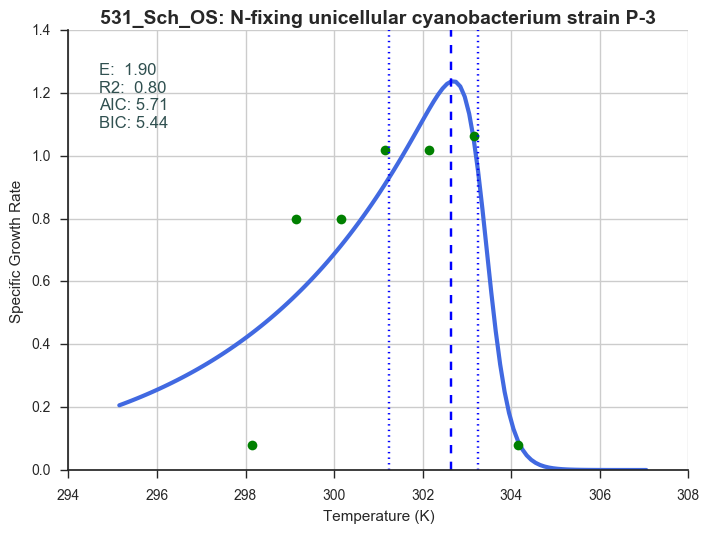 531_Sch_OS: N-fixing unicellular cyanobacterium strain P-3
E:  1.90
R2:  0.80
AIC: 5.71
BIC: 5.44
Specific Growth Rate
1.4
1.2
1.0
0.8
0.6
0.4
0.2
0.0
294 296 298 300 302 304 306 308
Temperature (K)